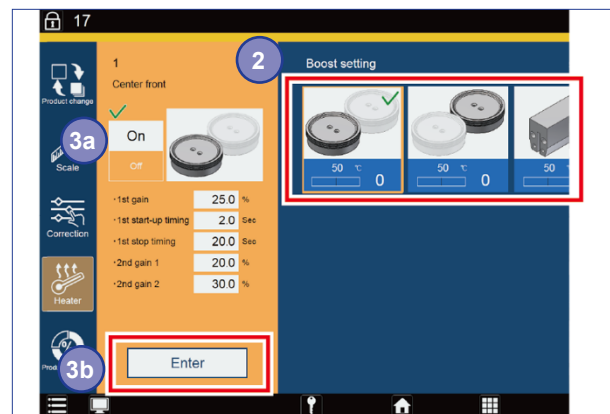 17
Product change
3a
Scale
Correction
Heater
3b
1
Center front
On
Off
·1st gain 25.0 %
·1st start-up timing 2.0 Sec
·1st stop timing 20.0 Sec
·2nd gain 1 20.0 %
·2nd gain 2 30.0 %
Enter
2
Boost setting
50 ℃
0
50 ℃
0
50